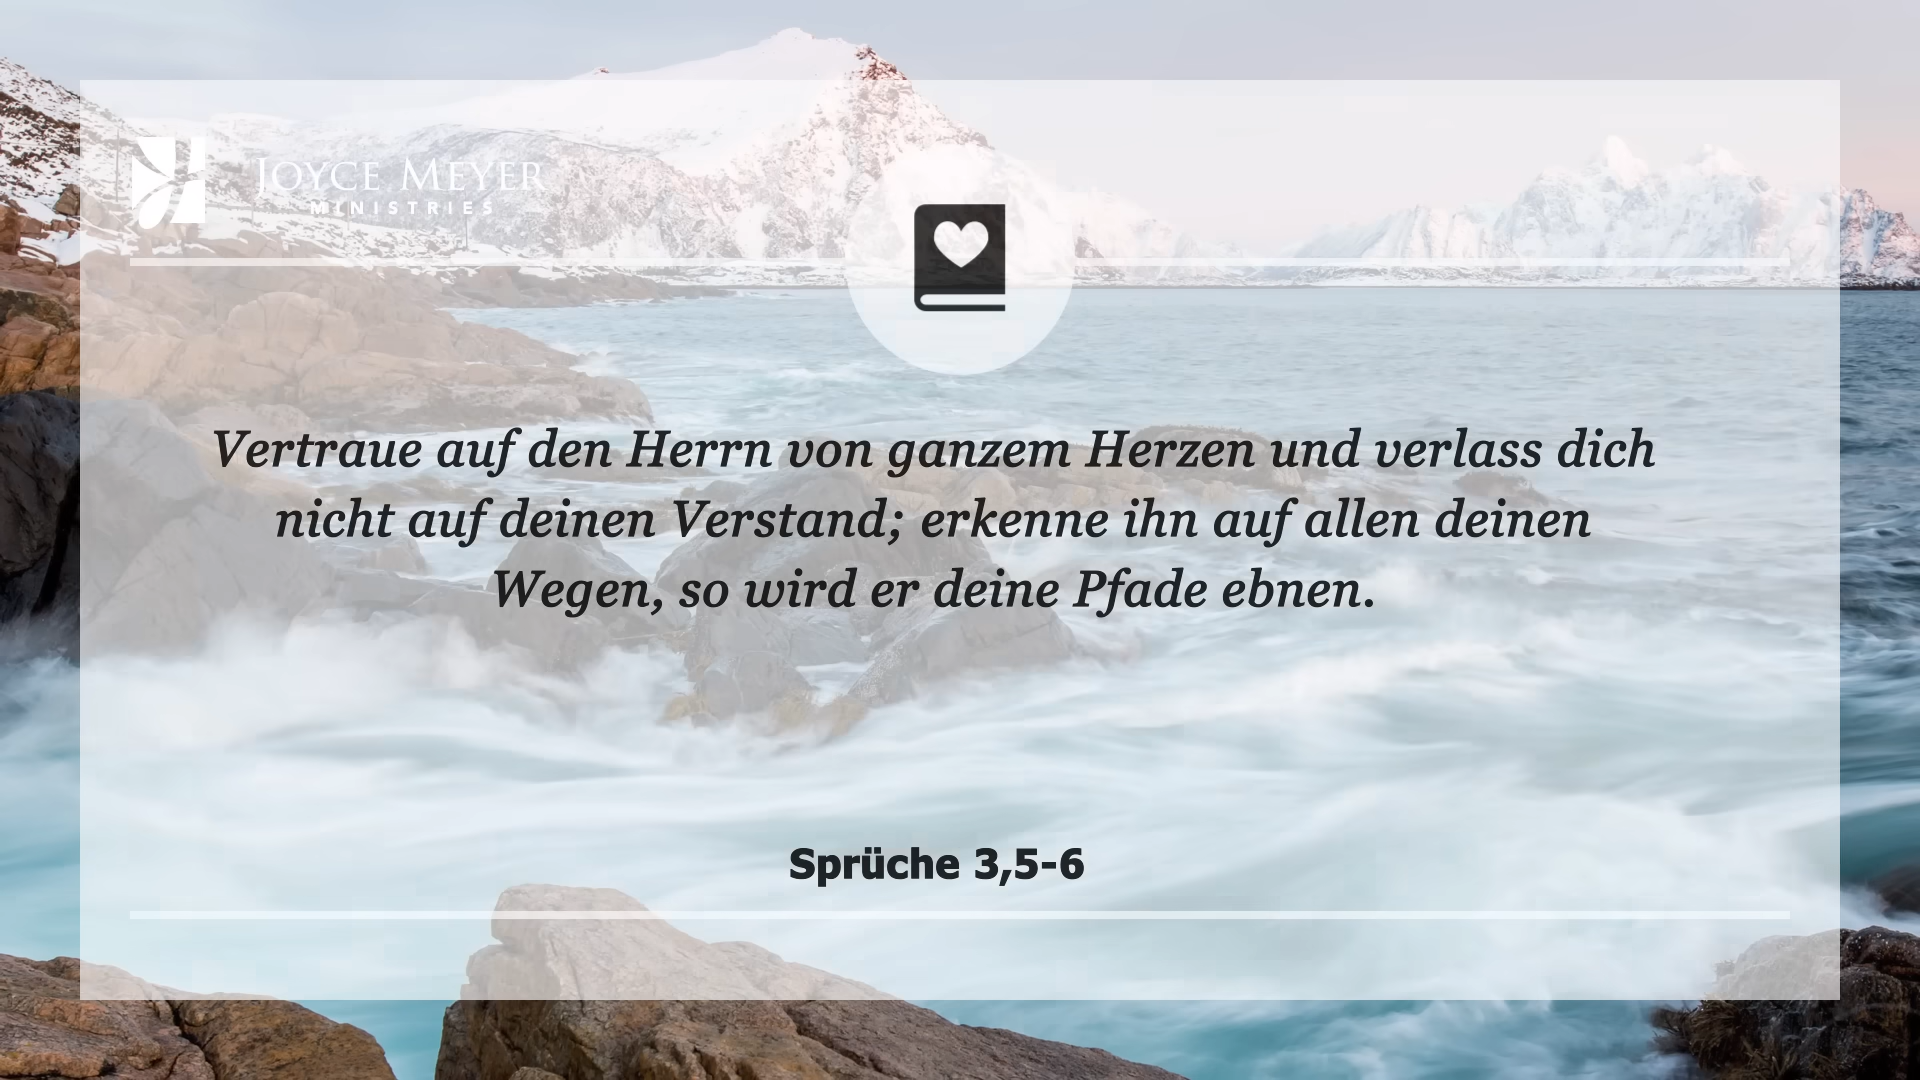 JOYCE MEYER
MINISTRIES
Vertraue auf den Herrn von ganzem Herzen und verlass dich
nicht auf deinen Verstand; erkenne ihn auf allen deinen
Wegen, so wird er deine Pfade ebnen.
Sprüche 3,5-6